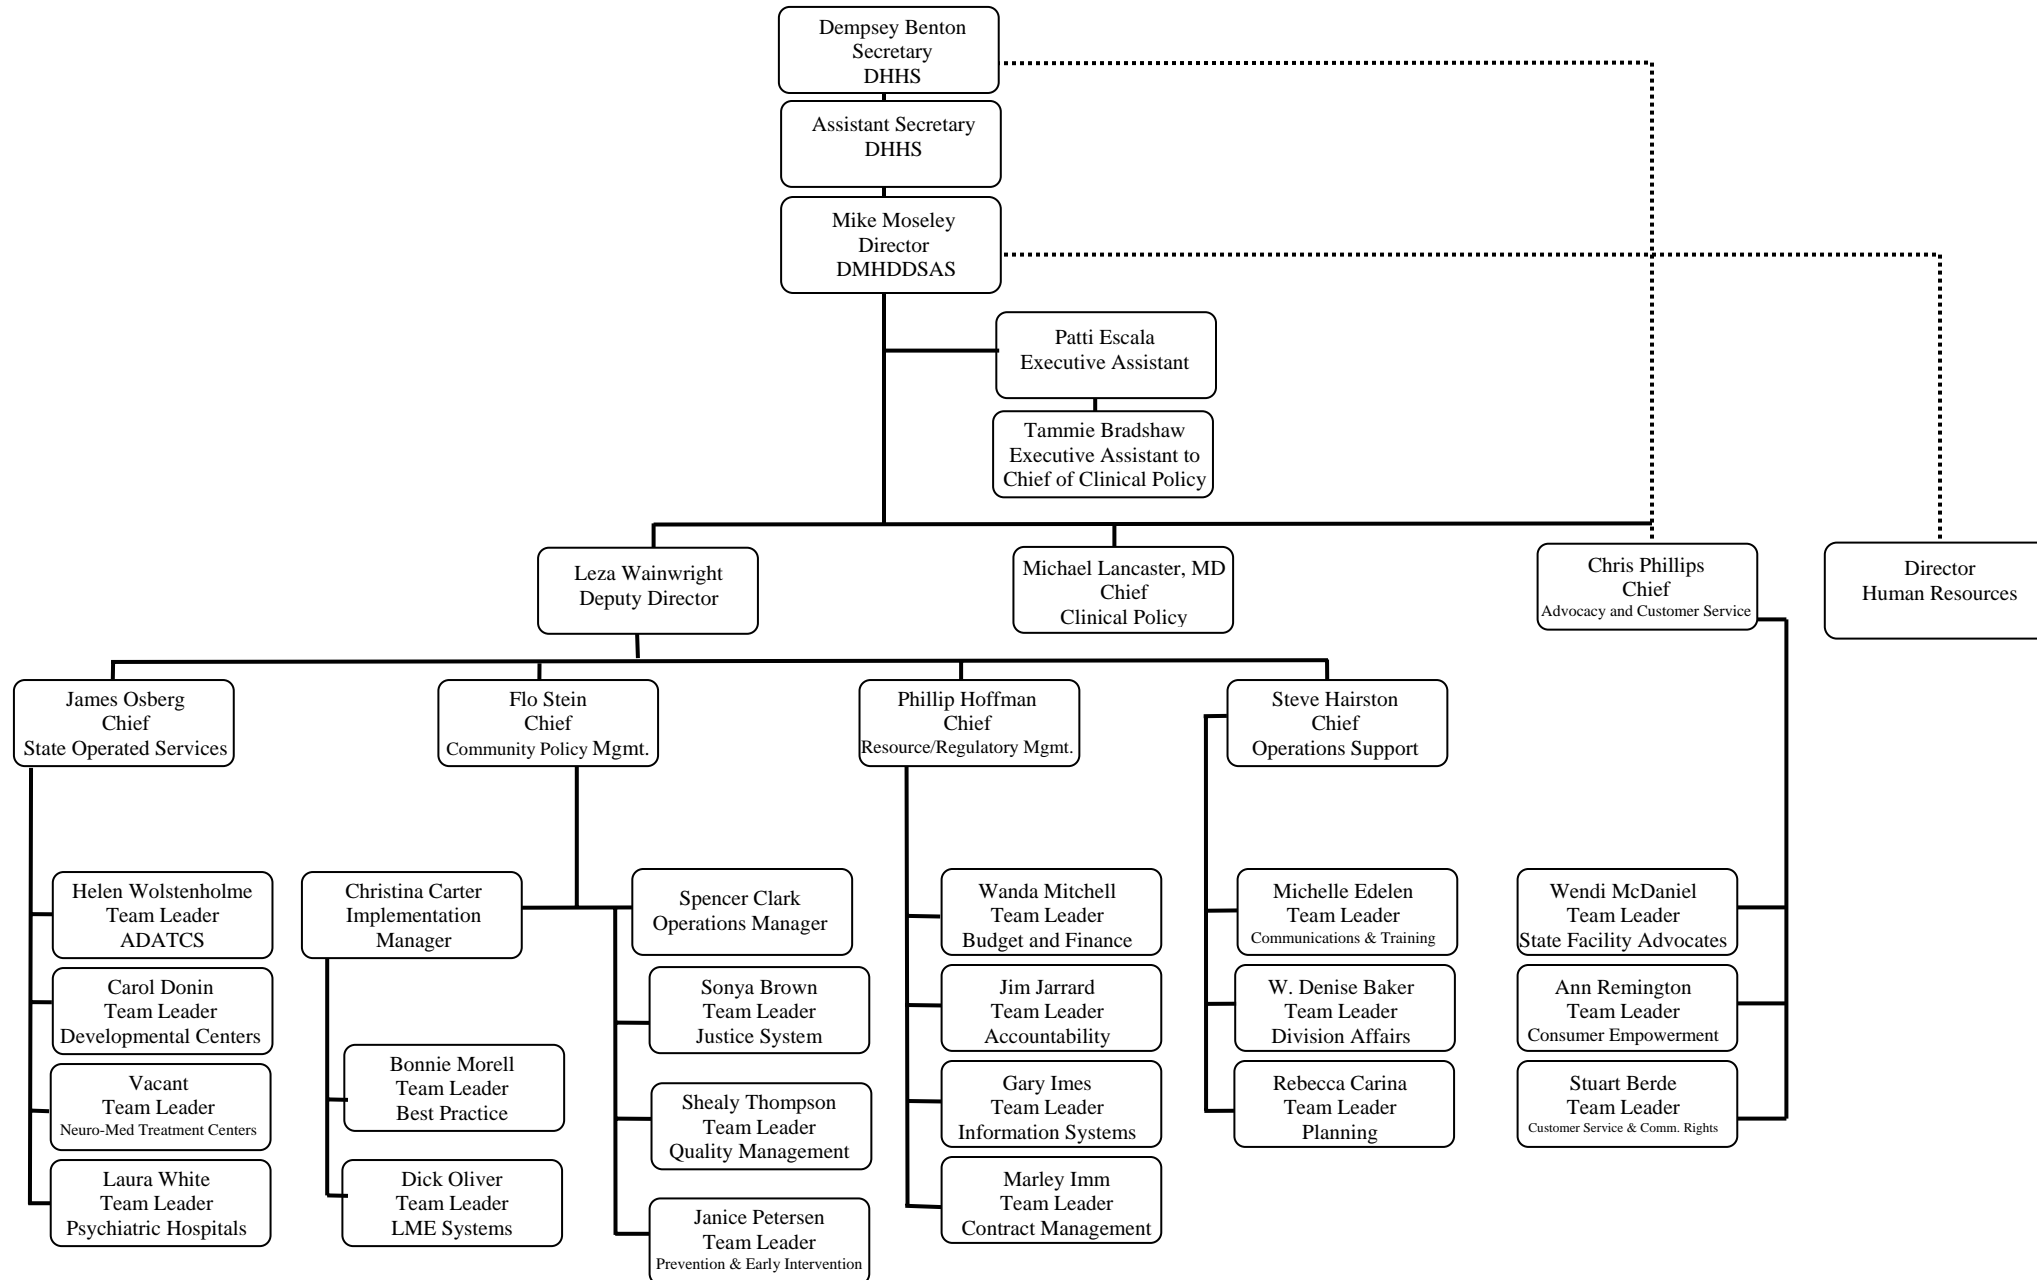 Dempsey Benton
Secretary
DHHS
Assistant Secretary
DHHS
Mike Moseley
Director
DMHDDSAS
Patti Escala
Executive Assistant
Tammie Bradshaw
Executive Assistant to
Chief of Clinical Policy
Leza Wainwright
Deputy Director
Michael Lancaster, MD
Chief
Clinical Policy
Chris Phillips
Chief
Advocacy and Customer Service
Director
Human Resources
James Osberg
Chief
State Operated Services
Flo Stein
Chief
Community Policy Mgmt.
Phillip Hoffman
Chief
Resource/Regulatory Mgmt.
Steve Hairston
Chief
Operations Support
Helen Wolstenholme
Team Leader
ADATCS
Carol Donin
Team Leader
Developmental Centers
Vacant
Team Leader
Neuro-Med Treatment Centers
Laura White
Team Leader
Psychiatric Hospitals
Christina Carter
Implementation
Manager
Bonnie Morell
Team Leader
Best Practice
Dick Oliver
Team Leader
LME Systems
Spencer Clark
Operations Manager
Sonya Brown
Team Leader
Justice System
Shealy Thompson
Team Leader
Quality Management
Janice Petersen
Team Leader
Prevention & Early Intervention
Wanda Mitchell
Team Leader
Budget and Finance
Jim Jarrard
Team Leader
Accountability
Gary Imes
Team Leader
Information Systems
Marley Imm
Team Leader
Contract Management
Michelle Edelen
Team Leader
Communications & Training
W. Denise Baker
Team Leader
Division Affairs
Rebecca Carina
Team Leader
Planning
Wendi McDaniel
Team Leader
State Facility Advocates
Ann Remington
Team Leader
Consumer Empowerment
Stuart Berde
Team Leader
Customer Service & Comm. Rights